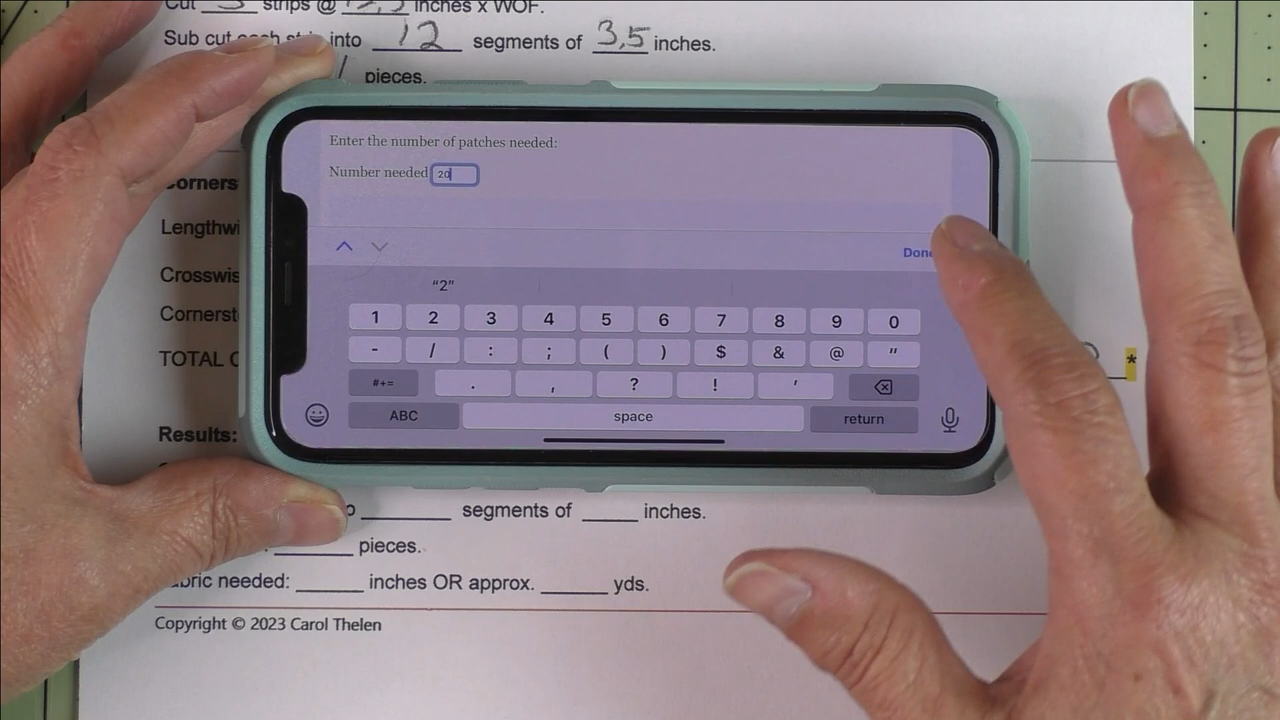 Cut strips @ inches x WOF.
Sub cut each strip into 12 segments of 3,5 inches.
pieces.
Enter the number of patches needed:
Number needed 20
Done
“2”
1 2 3 4 5 6 7 8 9 0
- / : ; ( ) $ & @ "
#+= . , ? ! '
ABC space return
Corners
Lengthwi
Crosswis
Cornerst
TOTAL
*
Results:
segments of inches.
pieces.
bric needed: inches OR approx. yds.
Copyright © 2023 Carol Thelen